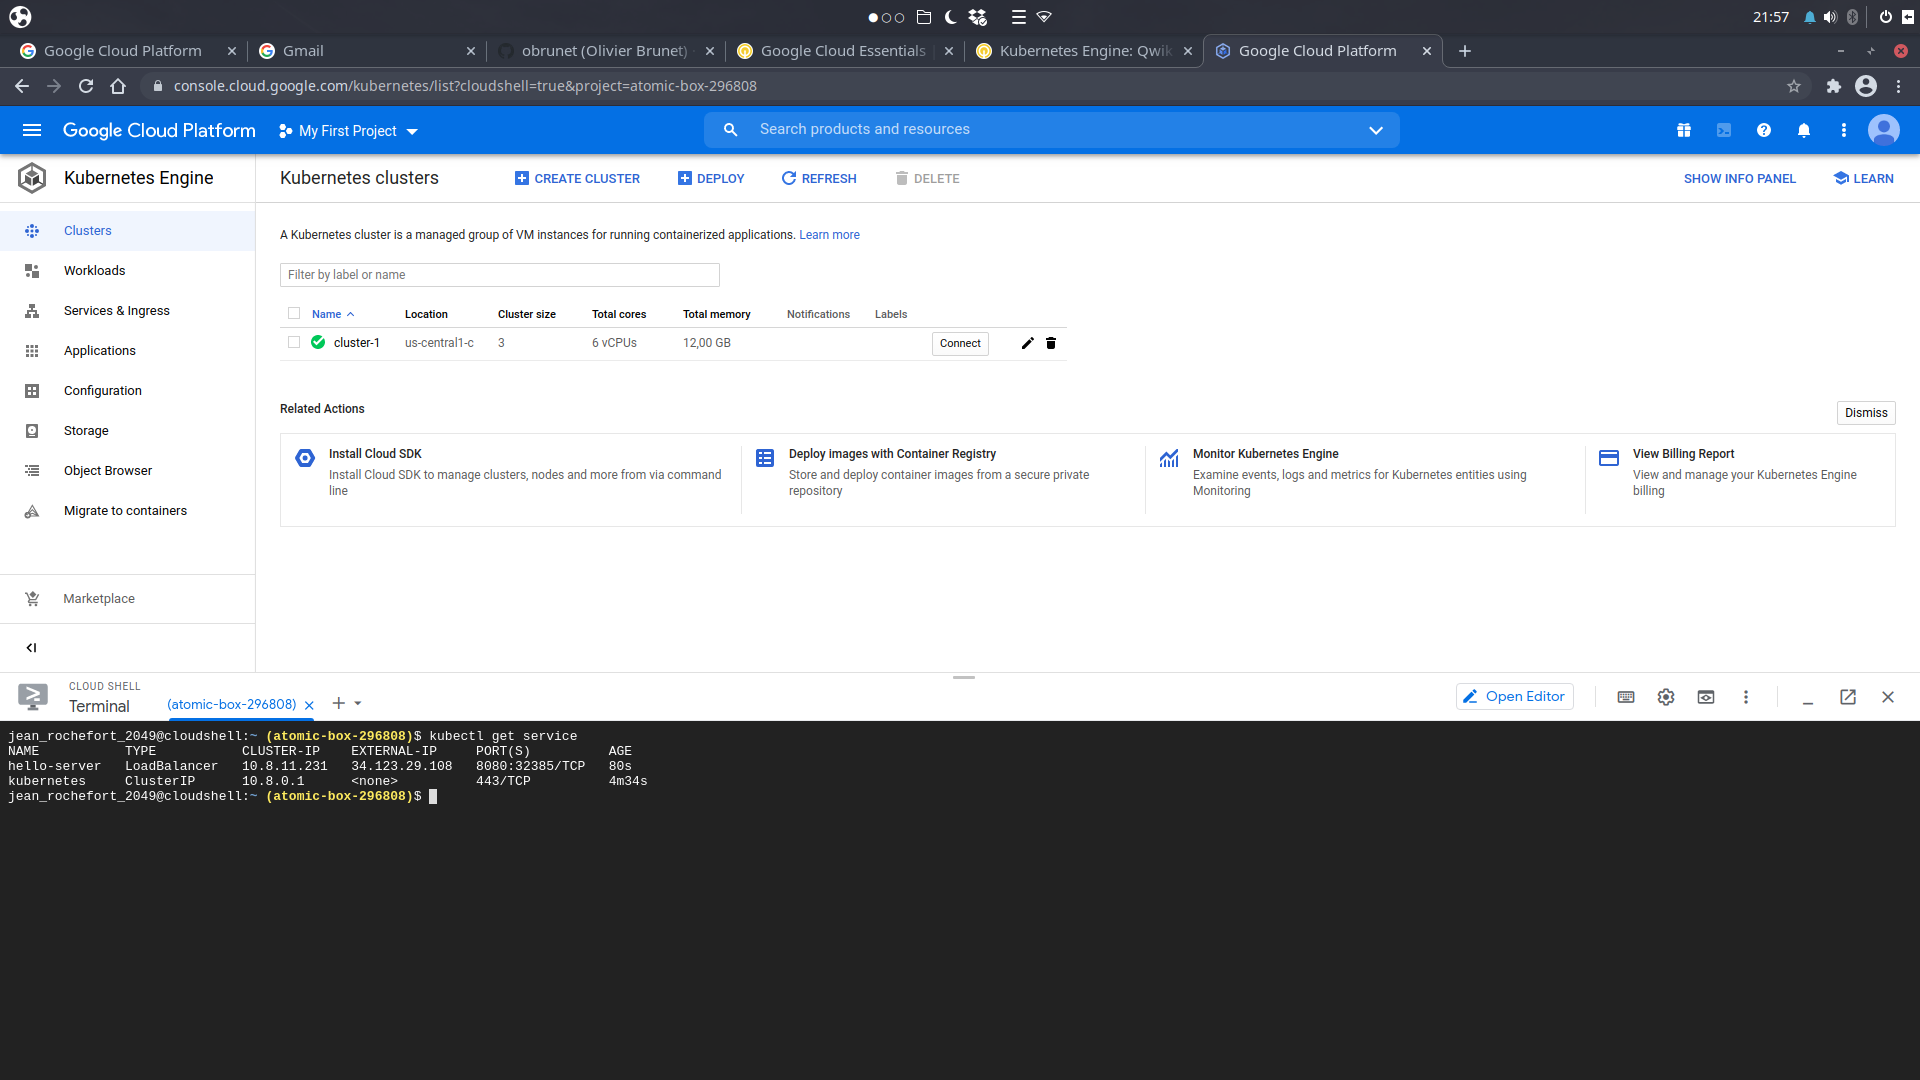 21:57
Google Cloud Platform
Gmail
obrunet (Olivier Brunet)
Google Cloud Essentials
Kubernetes Engine: Qwik
Google Cloud Platform
console.cloud.google.com/kubernetes/list?cloudshell=true&project=atomic-box-296808
Google Cloud Platform
My First Project
Search products and resources
Kubernetes Engine
Kubernetes clusters
CREATE CLUSTER
DEPLOY
REFRESH
DELETE
SHOW INFO PANEL
LEARN
Clusters
Workloads
Services & Ingress
Applications
Configuration
Storage
Object Browser
Migrate to containers
Marketplace
A Kubernetes cluster is a managed group of VM instances for running containerized applications. Learn more
Filter by label or name
Name Location Cluster size Total cores Total memory Notifications Labels
cluster-1 us-central1-c 3 6 vCPUs 12,00 GB Connect
Related Actions
Dismiss
Install Cloud SDK
Install Cloud SDK to manage clusters, nodes and more from via command
line
Deploy images with Container Registry
Store and deploy container images from a secure private
repository
Monitor Kubernetes Engine
Examine events, logs and metrics for Kubernetes entities using
Monitoring
View Billing Report
View and manage your Kubernetes Engine
billing
CLOUD SHELL
Terminal
(atomic-box-296808)
Open Editor
jean_rochefort_2049@cloudshell:~ (atomic-box-296808)$ kubectl get service
NAME TYPE CLUSTER-IP EXTERNAL-IP PORT(S) AGE
hello-server LoadBalancer 10.8.11.231 34.123.29.108 8080:32385/TCP 80s
kubernetes ClusterIP 10.8.0.1 <none> 443/TCP 4m34s
jean_rochefort_2049@cloudshell:~ (atomic-box-296808)$